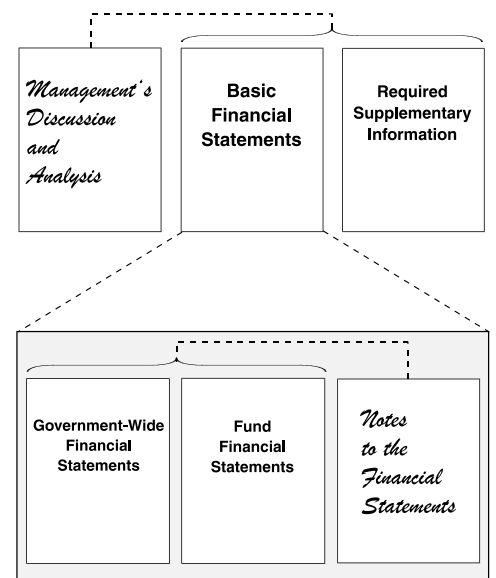 Management's
Discussion
and
Analysis
Basic
Financial
Statements
Required
Supplementary
Information
Government-Wide
Financial
Statements
Fund
Financial
Statements
Notes
to the
Financial
Statements